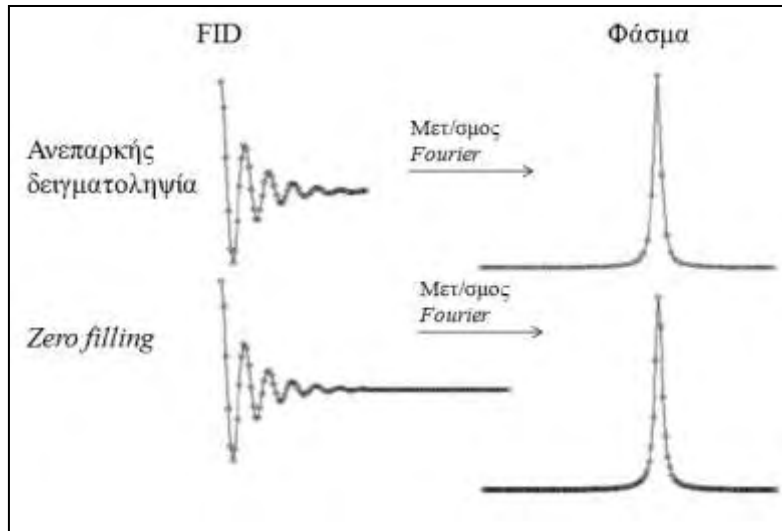 FID
Φάσμα
Ανεπαρκής
δειγματοληψία
Μετ/σμος
Fourier
Zero filling
Μετ/σμος
Fourier